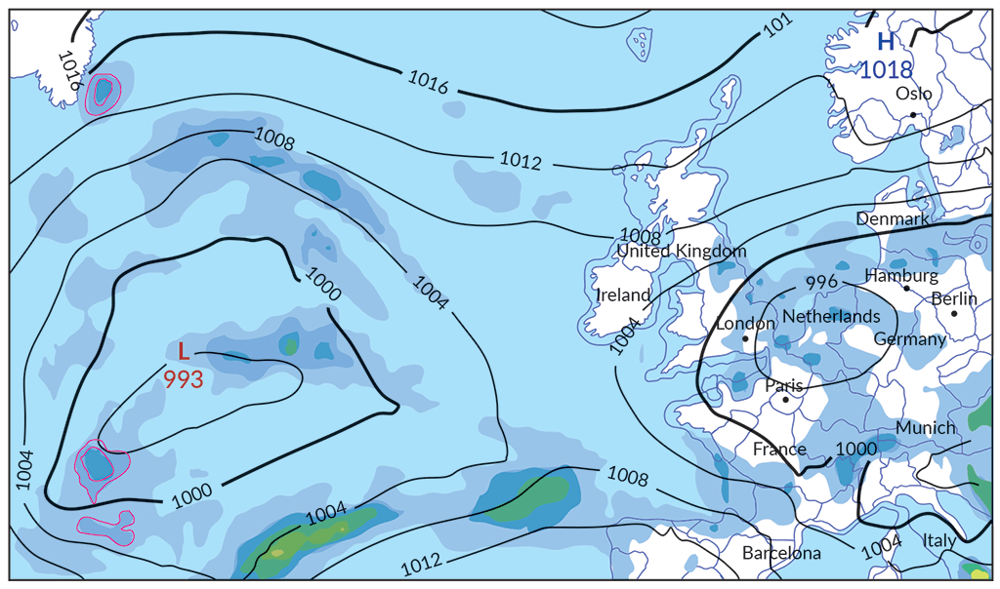 101
H
1018
1016
1016
Oslo
1008
1012
Denmark
1008
United Kingdom
Hamburg
996
1000
1004
Ireland
Berlin
Netherlands
London
1004
Germany
L
993
Paris
Munich
France
1000
1004
1008
1000
1004
Italy
1004
Barcelona
1012